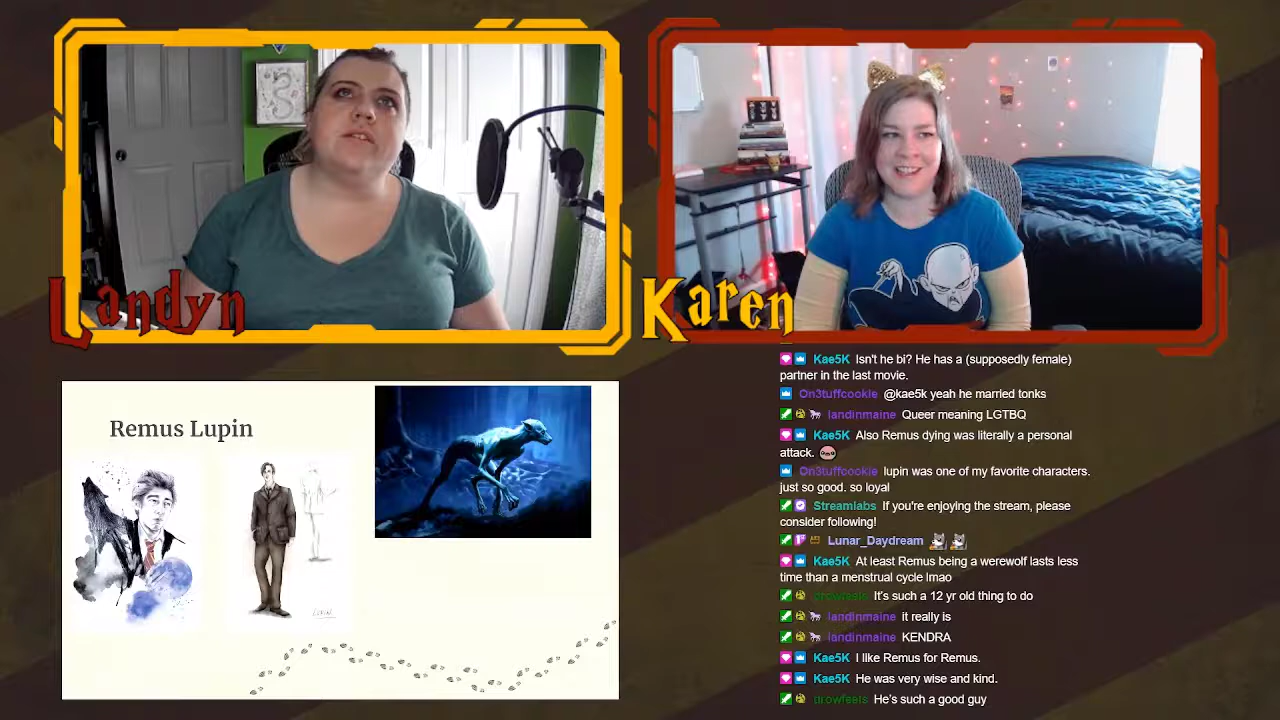 Landyn
Karen
Remus Lupin
Kae5K Isn't he bi? He has a (supposedly female)
partner in the last movie.
On3tuffcookie @kae5k yeah he married tonks
landinmaine Queer meaning LGTBQ
Kae5K Also Remus dying was literally a personal
attack.
On3tuffcookie lupin was one of my favorite characters.
just so good. so loyal
Streamlabs If you're enjoying the stream, please
consider following!
Lunar_Daydream
Kae5K At least Remus being a werewolf lasts less
time than a menstrual cycle lmao
drowfeels It's such a 12 yr old thing to do
landinmaine it really is
landinmaine KENDRA
Kae5K I like Remus for Remus.
Kae5K He was very wise and kind.
drowfeels He's such a good guy